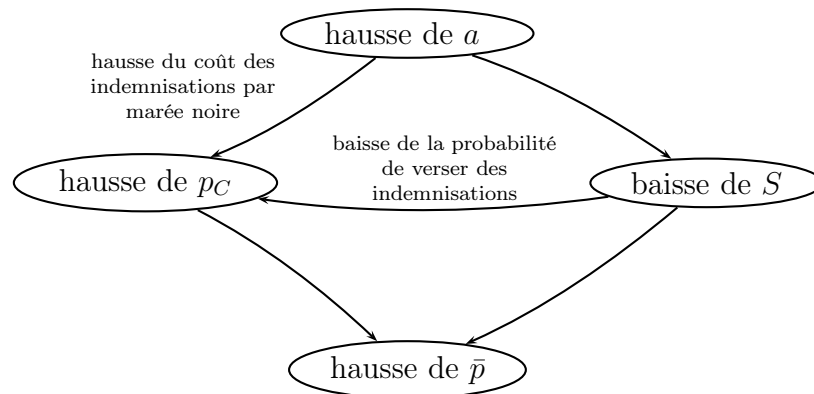 hausse de a
hausse du coût des
indemnisations par
marée noire
baisse de la probabilité
de verser des
indemnisations
hausse de p_C
baisse de S
hausse de p̄